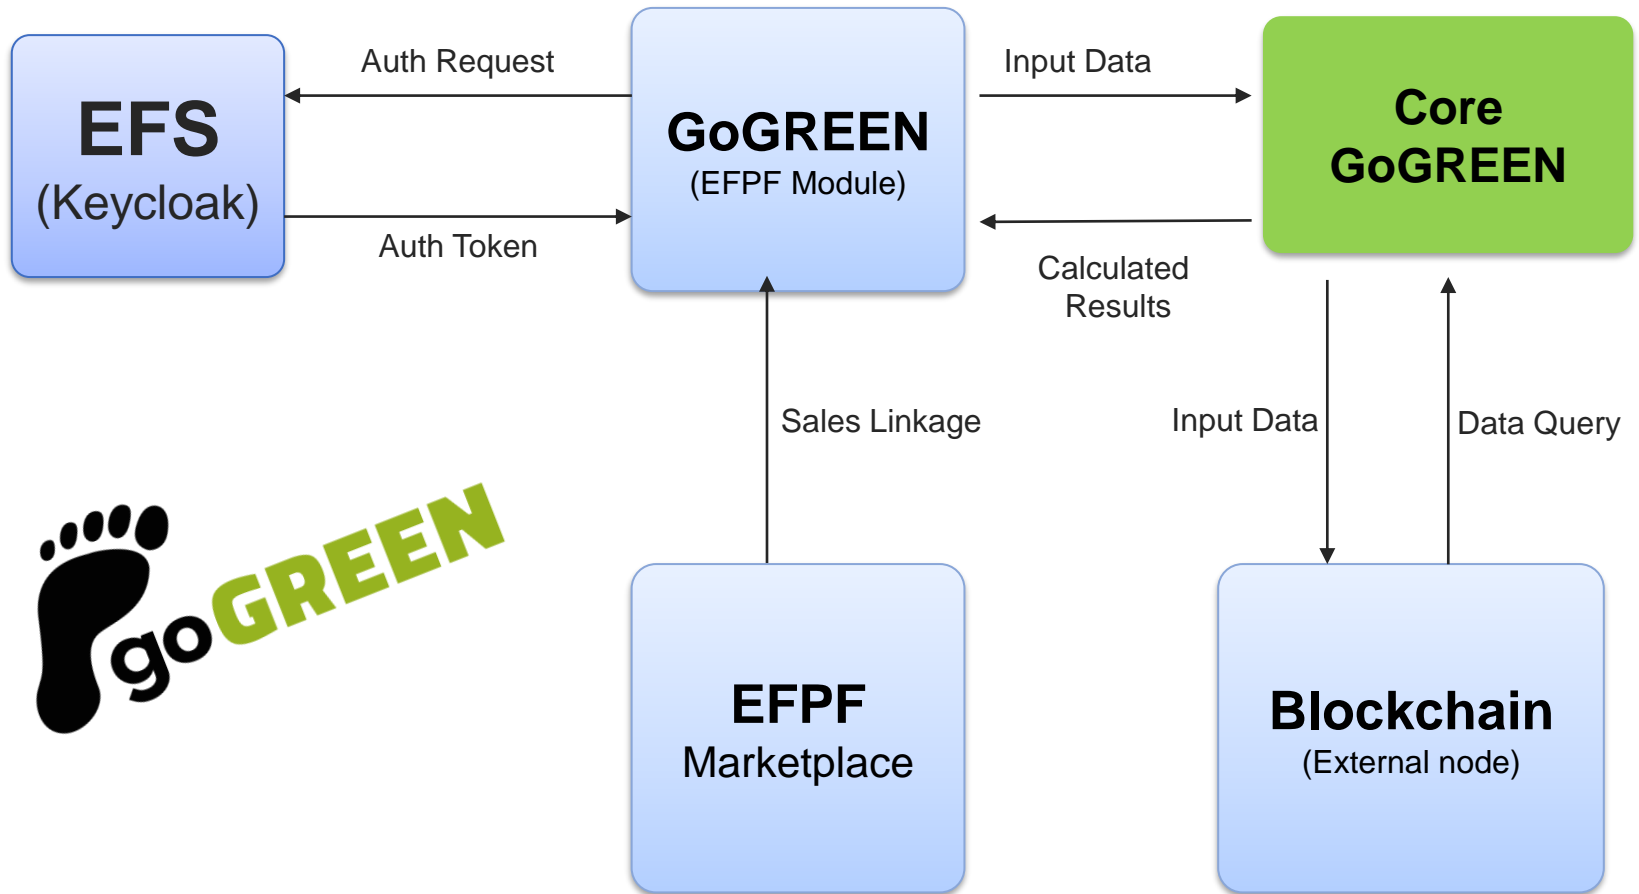 EFS
(Keycloak)
Auth Request
Auth Token
GoGREEN
(EFPF Module)
Input Data
Calculated
Results
Core
GoGREEN
Sales Linkage
Input Data
Data Query
goGREEN
EFPF
Marketplace
Blockchain
(External node)